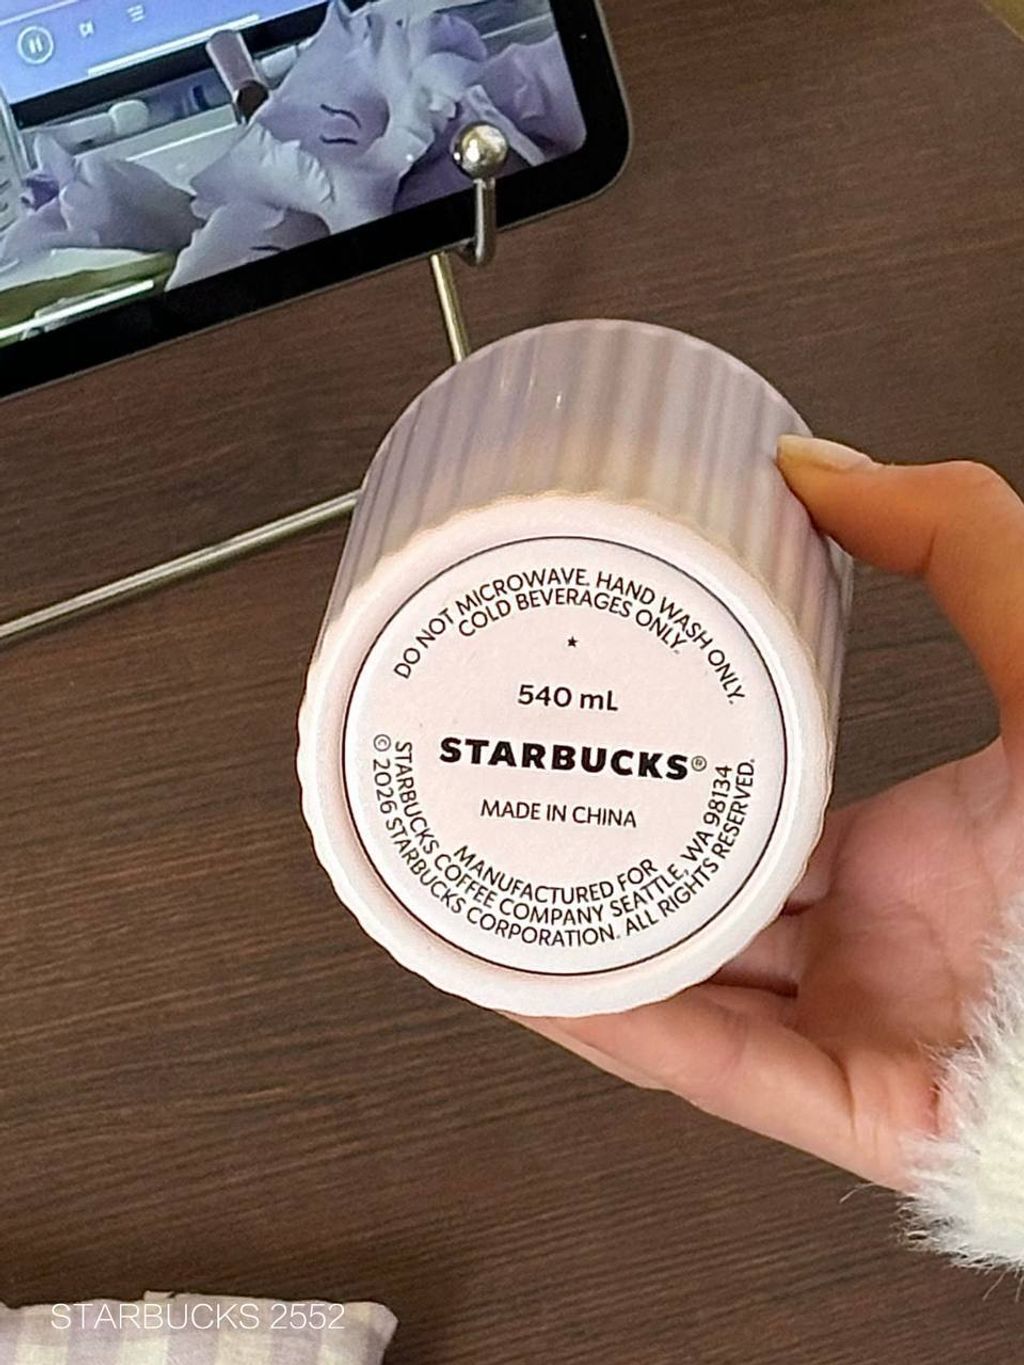 DO NOT MICROWAVE. HAND WASH ONLY.
COLD BEVERAGES ONLY.
540 mL
STARBUCKS®
MADE IN CHINA
MANUFACTURED FOR
STARBUCKS COFFEE COMPANY SEATTLE, WA 98134
© 2026 STARBUCKS CORPORATION. ALL RIGHTS RESERVED.
STARBUCKS 2552